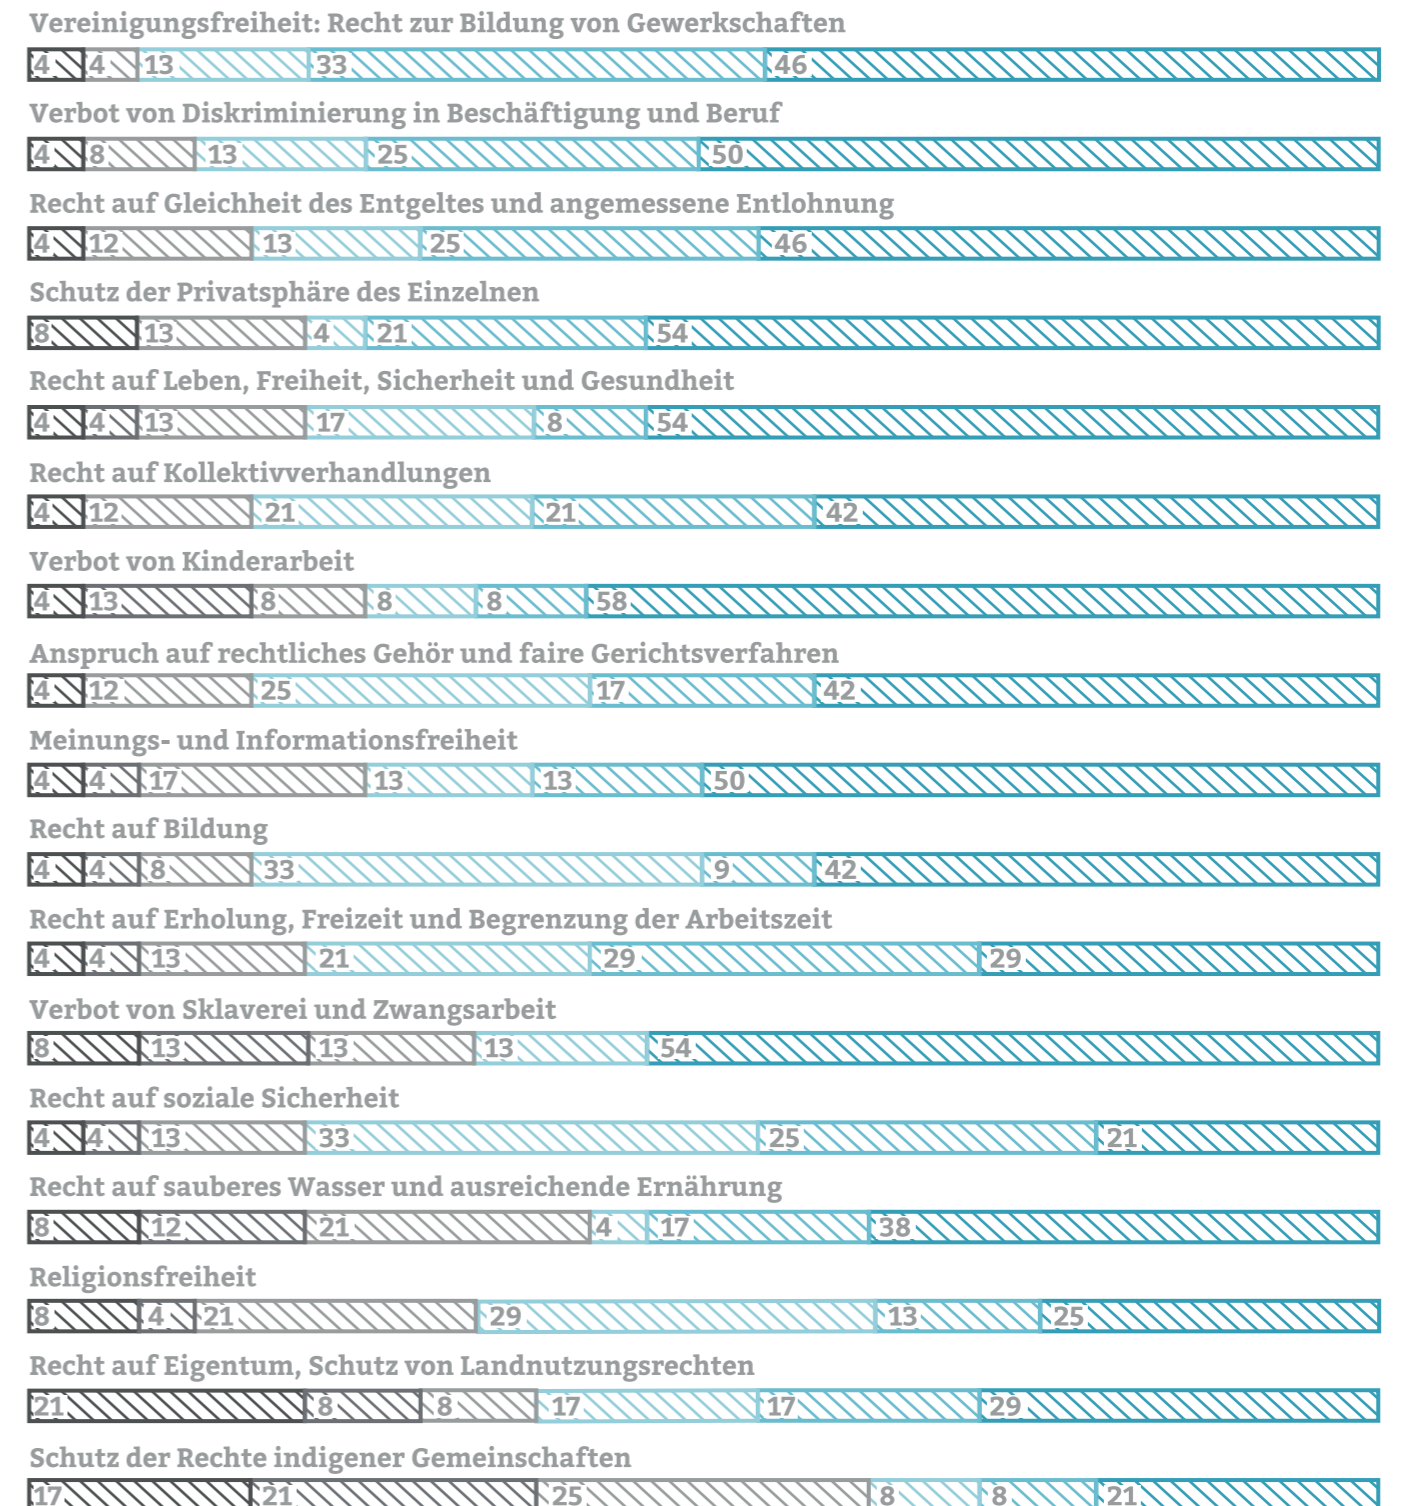 Vereinigungsfreiheit: Recht zur Bildung von Gewerkschaften
4 4 13 33 46
Verbot von Diskriminierung in Beschäftigung und Beruf
4 8 13 25 50
Recht auf Gleichheit des Entgeltes und angemessene Entlohnung
4 12 13 25 46
Schutz der Privatsphäre des Einzelnen
8 13 4 21 54
Recht auf Leben, Freiheit, Sicherheit und Gesundheit
4 4 13 17 8 54
Recht auf Kollektivverhandlungen
4 12 21 21 42
Verbot von Kinderarbeit
4 13 8 8 8 58
Anspruch auf rechtliches Gehör und faire Gerichtsverfahren
4 12 25 17 42
Meinungs- und Informationsfreiheit
4 4 17 13 13 50
Recht auf Bildung
4 4 8 33 9 42
Recht auf Erholung, Freizeit und Begrenzung der Arbeitszeit
4 4 13 21 29 29
Verbot von Sklaverei und Zwangsarbeit
8 13 13 13 54
Recht auf soziale Sicherheit
4 4 13 33 25 21
Recht auf sauberes Wasser und ausreichende Ernährung
8 12 21 4 17 38
Religionsfreiheit
8 4 21 29 13 25
Recht auf Eigentum, Schutz von Landnutzungsrechten
21 8 8 17 17 29
Schutz der Rechte indigener Gemeinschaften
17 21 25 8 8 21